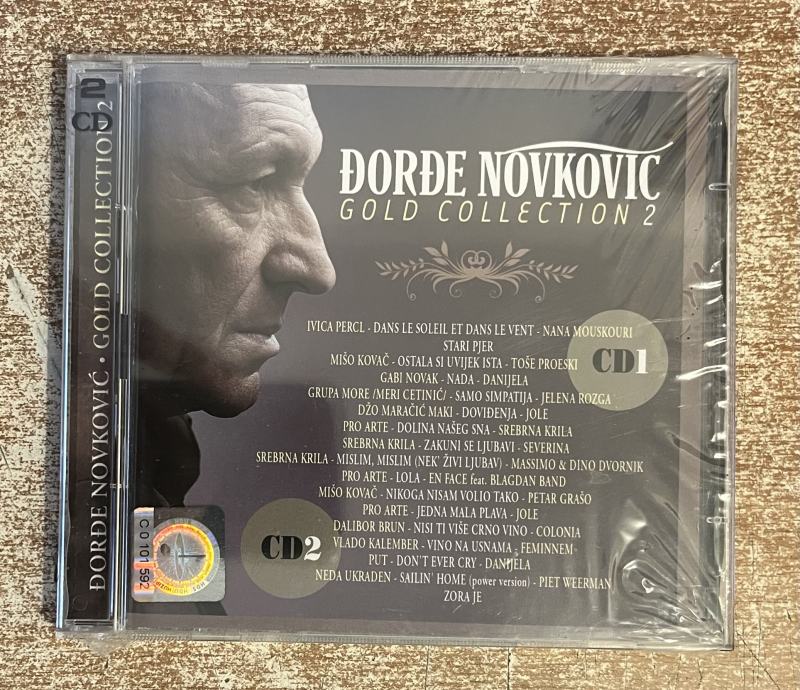 2
CD
ĐORĐE NOVKOVIĆ • GOLD COLLECTION 2
ĐORĐE NOVKOVIĆ
GOLD COLLECTION 2
IVICA PERCL - DANS LE SOLEIL ET DANS LE VENT - NANA MOUSKOURI
STARI PJER
CD1
MIŠO KOVAČ - OSTALA SI UVIJEK ISTA - TOŠE PROESKI
GABI NOVAK - NADA - DANIJELA
GRUPA MORE /MERI CETINIĆ/ - SAMO SIMPATIJA - JELENA ROZGA
DŽO MARAČIĆ MAKI - DOVIĐENJA - JOLE
PRO ARTE - DOLINA NAŠEG SNA - SREBRNA KRILA
SREBRNA KRILA - ZAKUNI SE LJUBAVI - SEVERINA
SREBRNA KRILA - MISLIM, MISLIM (NEK' ŽIVI LJUBAV) - MASSIMO & DINO DVORNIK
PRO ARTE - LOLA - EN FACE feat. BLAGDAN BAND
MIŠO KOVAČ - NIKOGA NISAM VOLIO TAKO - PETAR GRAŠO
PRO ARTE - JEDNA MALA PLAVA - JOLE
DALIBOR BRUN - NISI TI VIŠE CRNO VINO - COLONIA
CD2
VLADO KALEMBER - VINO NA USNAMA - FEMINNEM
PUT - DON'T EVER CRY - DANIJELA
NEDA UKRADEN - SAILIN' HOME (power version) - PIET WEERMAN
ZORA JE
C 0 101 592